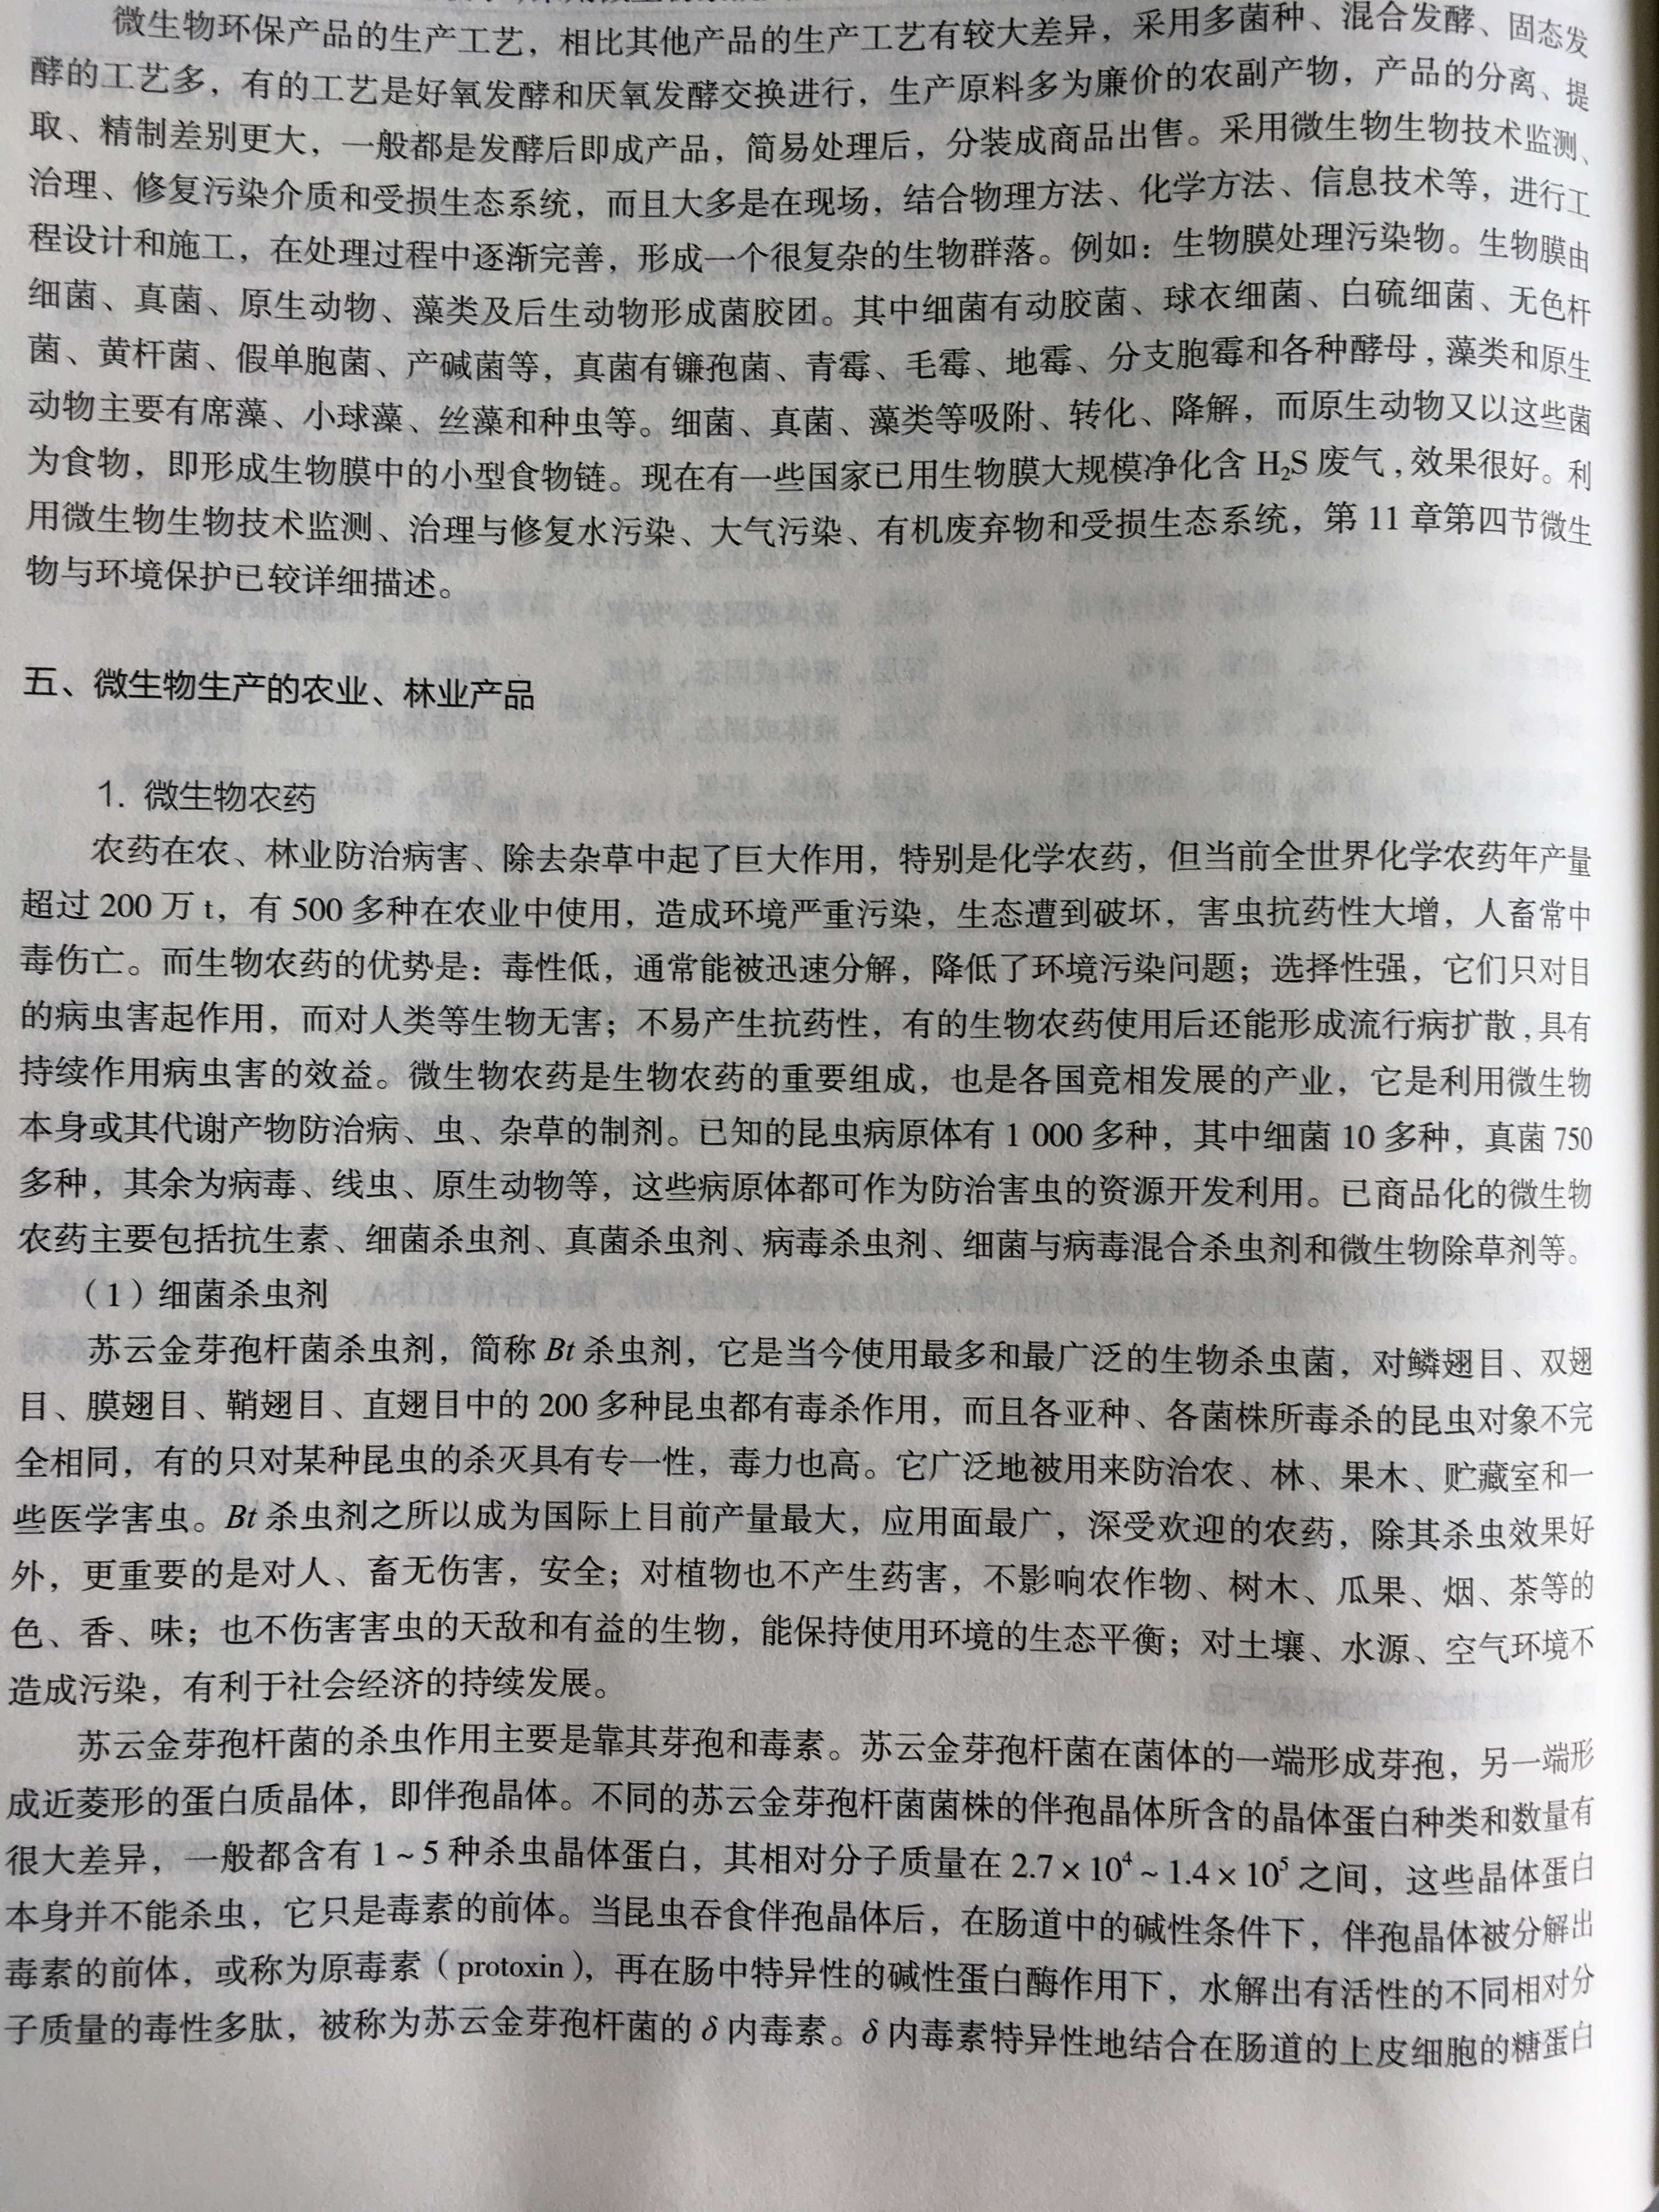 微生物环保产品的生产工艺，相比其他产品的生产工艺有较大差异，采用多菌种、混合发酵、固态发
酵的工艺多，有的工艺是好氧发酵和厌氧发酵交换进行，生产原料多为廉价的农副产物，产品的分离、提
取、精制差别更大，一般都是发酵后即成产品，简易处理后，分装成商品出售。采用微生物生物技术监测、
治理、修复污染介质和受损生态系统，而且大多是在现场，结合物理方法、化学方法、信息技术等，进行工
程设计和施工，在处理过程中逐渐完善，形成一个很复杂的生物群落。例如：生物膜处理污染物。生物膜由
细菌、真菌、原生动物、藻类及后生动物形成菌胶团。其中细菌有动胶菌、球衣细菌、白硫细菌、无色杆
菌、黄杆菌、假单胞菌、产碱菌等，真菌有镰孢菌、青霉、毛霉、地霉、分支胞霉和各种酵母，藻类和原生
动物主要有席藻、小球藻、丝藻和种虫等。细菌、真菌、藻类等吸附、转化、降解，而原生动物又以这些菌
为食物，即形成生物膜中的小型食物链。现在有一些国家已用生物膜大规模净化含 H₂S 废气，效果很好。利
用微生物生物技术监测、治理与修复水污染、大气污染、有机废弃物和受损生态系统，第 11 章第四节微生
物与环境保护已较详细描述。
五、微生物生产的农业、林业产品
1. 微生物农药
农药在农、林业防治病害、除去杂草中起了巨大作用，特别是化学农药，但当前全世界化学农药年产量
超过 200 万 t，有 500 多种在农业中使用，造成环境严重污染，生态遭到破坏，害虫抗药性大增，人畜常中
毒伤亡。而生物农药的优势是：毒性低，通常能被迅速分解，降低了环境污染问题；选择性强，它们只对目
的病虫害起作用，而对人类等生物无害；不易产生抗药性，有的生物农药使用后还能形成流行病扩散，具有
持续作用病虫害的效益。微生物农药是生物农药的重要组成，也是各国竞相发展的产业，它是利用微生物
本身或其代谢产物防治病、虫、杂草的制剂。已知的昆虫病原体有 1 000 多种，其中细菌 10 多种，真菌 750
多种，其余为病毒、线虫、原生动物等，这些病原体都可作为防治害虫的资源开发利用。已商品化的微生物
农药主要包括抗生素、细菌杀虫剂、真菌杀虫剂、病毒杀虫剂、细菌与病毒混合杀虫剂和微生物除草剂等。
（1）细菌杀虫剂
苏云金芽孢杆菌杀虫剂，简称 Bt 杀虫剂，它是当今使用最多和最广泛的生物杀虫菌，对鳞翅目、双翅
目、膜翅目、鞘翅目、直翅目中的 200 多种昆虫都有毒杀作用，而且各亚种、各菌株所毒杀的昆虫对象不完
全相同，有的只对某种昆虫的杀灭具有专一性，毒力也高。它广泛地被用来防治农、林、果木、贮藏室和一
些医学害虫。Bt 杀虫剂之所以成为国际上目前产量最大，应用面最广，深受欢迎的农药，除其杀虫效果好
外，更重要的是对人、畜无伤害，安全；对植物也不产生药害，不影响农作物、树木、瓜果、烟、茶等的
色、香、味；也不伤害害虫的天敌和有益的生物，能保持使用环境的生态平衡；对土壤、水源、空气环境不
造成污染，有利于社会经济的持续发展。
苏云金芽孢杆菌的杀虫作用主要是靠其芽孢和毒素。苏云金芽孢杆菌在菌体的一端形成芽孢，另一端形
成近菱形的蛋白质晶体，即伴孢晶体。不同的苏云金芽孢杆菌菌株的伴孢晶体所含的晶体蛋白种类和数量有
很大差异，一般都含有 1～5 种杀虫晶体蛋白，其相对分子质量在 2.7×10⁴～1.4×10⁵ 之间，这些晶体蛋白
本身并不能杀虫，它只是毒素的前体。当昆虫吞食伴孢晶体后，在肠道中的碱性条件下，伴孢晶体被分解出
毒素的前体，或称为原毒素（protoxin），再在肠中特异性的碱性蛋白酶作用下，水解出有活性的不同相对分
子质量的毒性多肽，被称为苏云金芽孢杆菌的 δ 内毒素。δ 内毒素特异性地结合在肠道的上皮细胞的糖蛋白